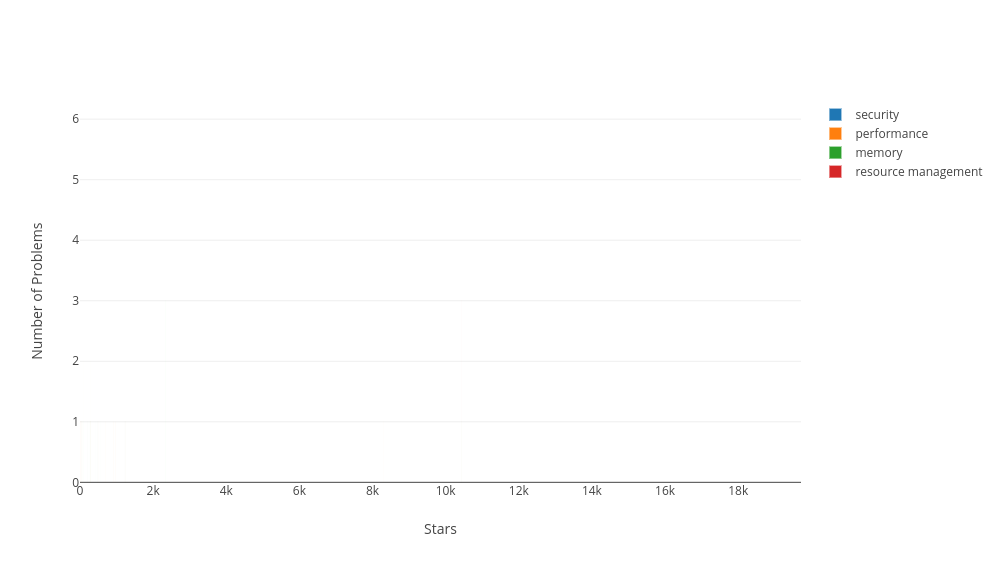 security
performance
memory
resource management
6
5
4
3
2
1
0
0 2k 4k 6k 8k 10k 12k 14k 16k 18k
Number of Problems
Stars